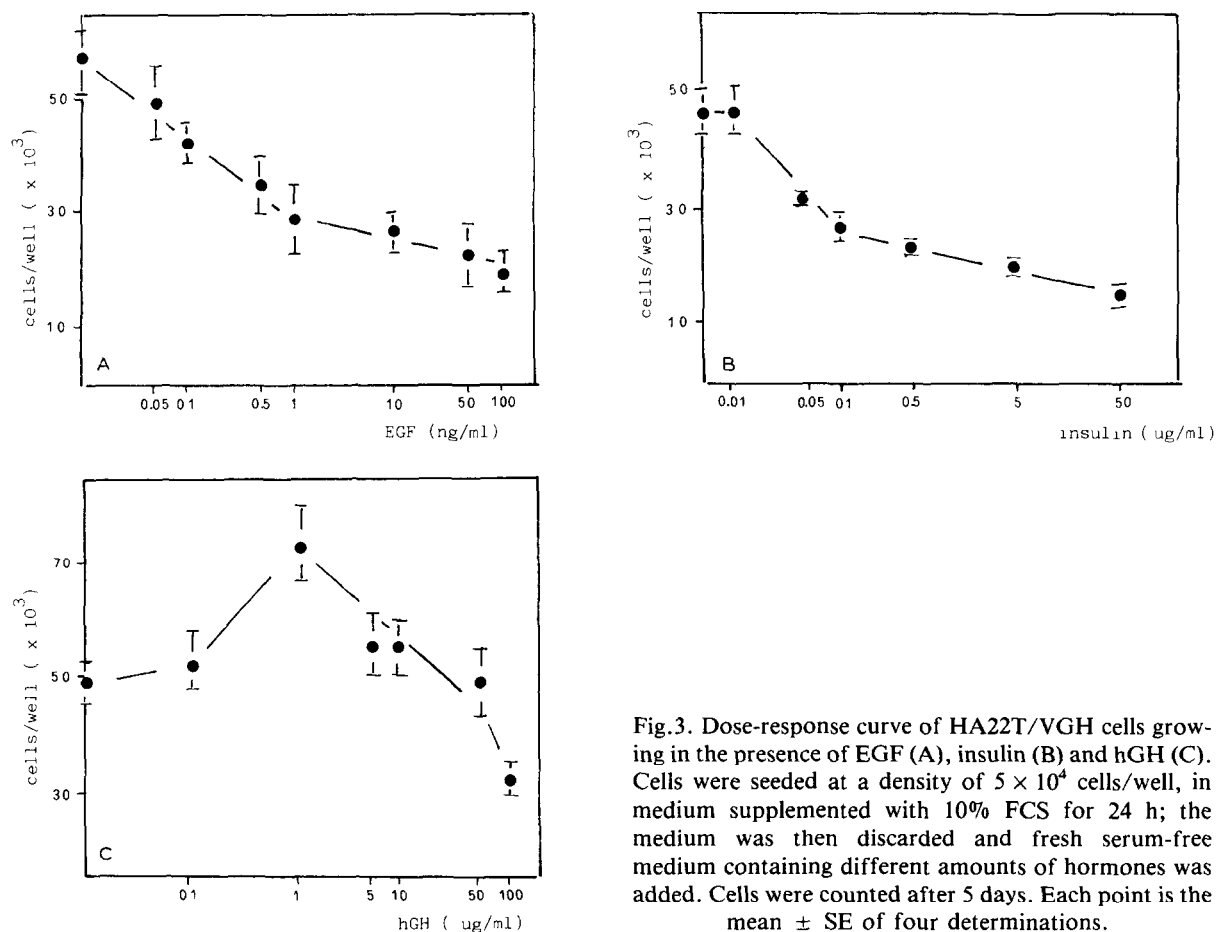 cells/well ( x 10³)
50
30
10
A
0.05 01 0.5 1 10 50 100
EGF (ng/ml)
cells/well ( x 10³)
50
30
10
B
0.01 0.05 01 0.5 5 50
insulin ( ug/ml)
cells/well ( x 10³)
70
50
30
C
01 1 5 10 50 100
hGH ( ug/ml)
Fig.3. Dose-response curve of HA22T/VGH cells grow-
ing in the presence of EGF (A), insulin (B) and hGH (C).
Cells were seeded at a density of 5 × 10⁴ cells/well, in
medium supplemented with 10% FCS for 24 h; the
medium was then discarded and fresh serum-free
medium containing different amounts of hormones was
added. Cells were counted after 5 days. Each point is the
mean ± SE of four determinations.